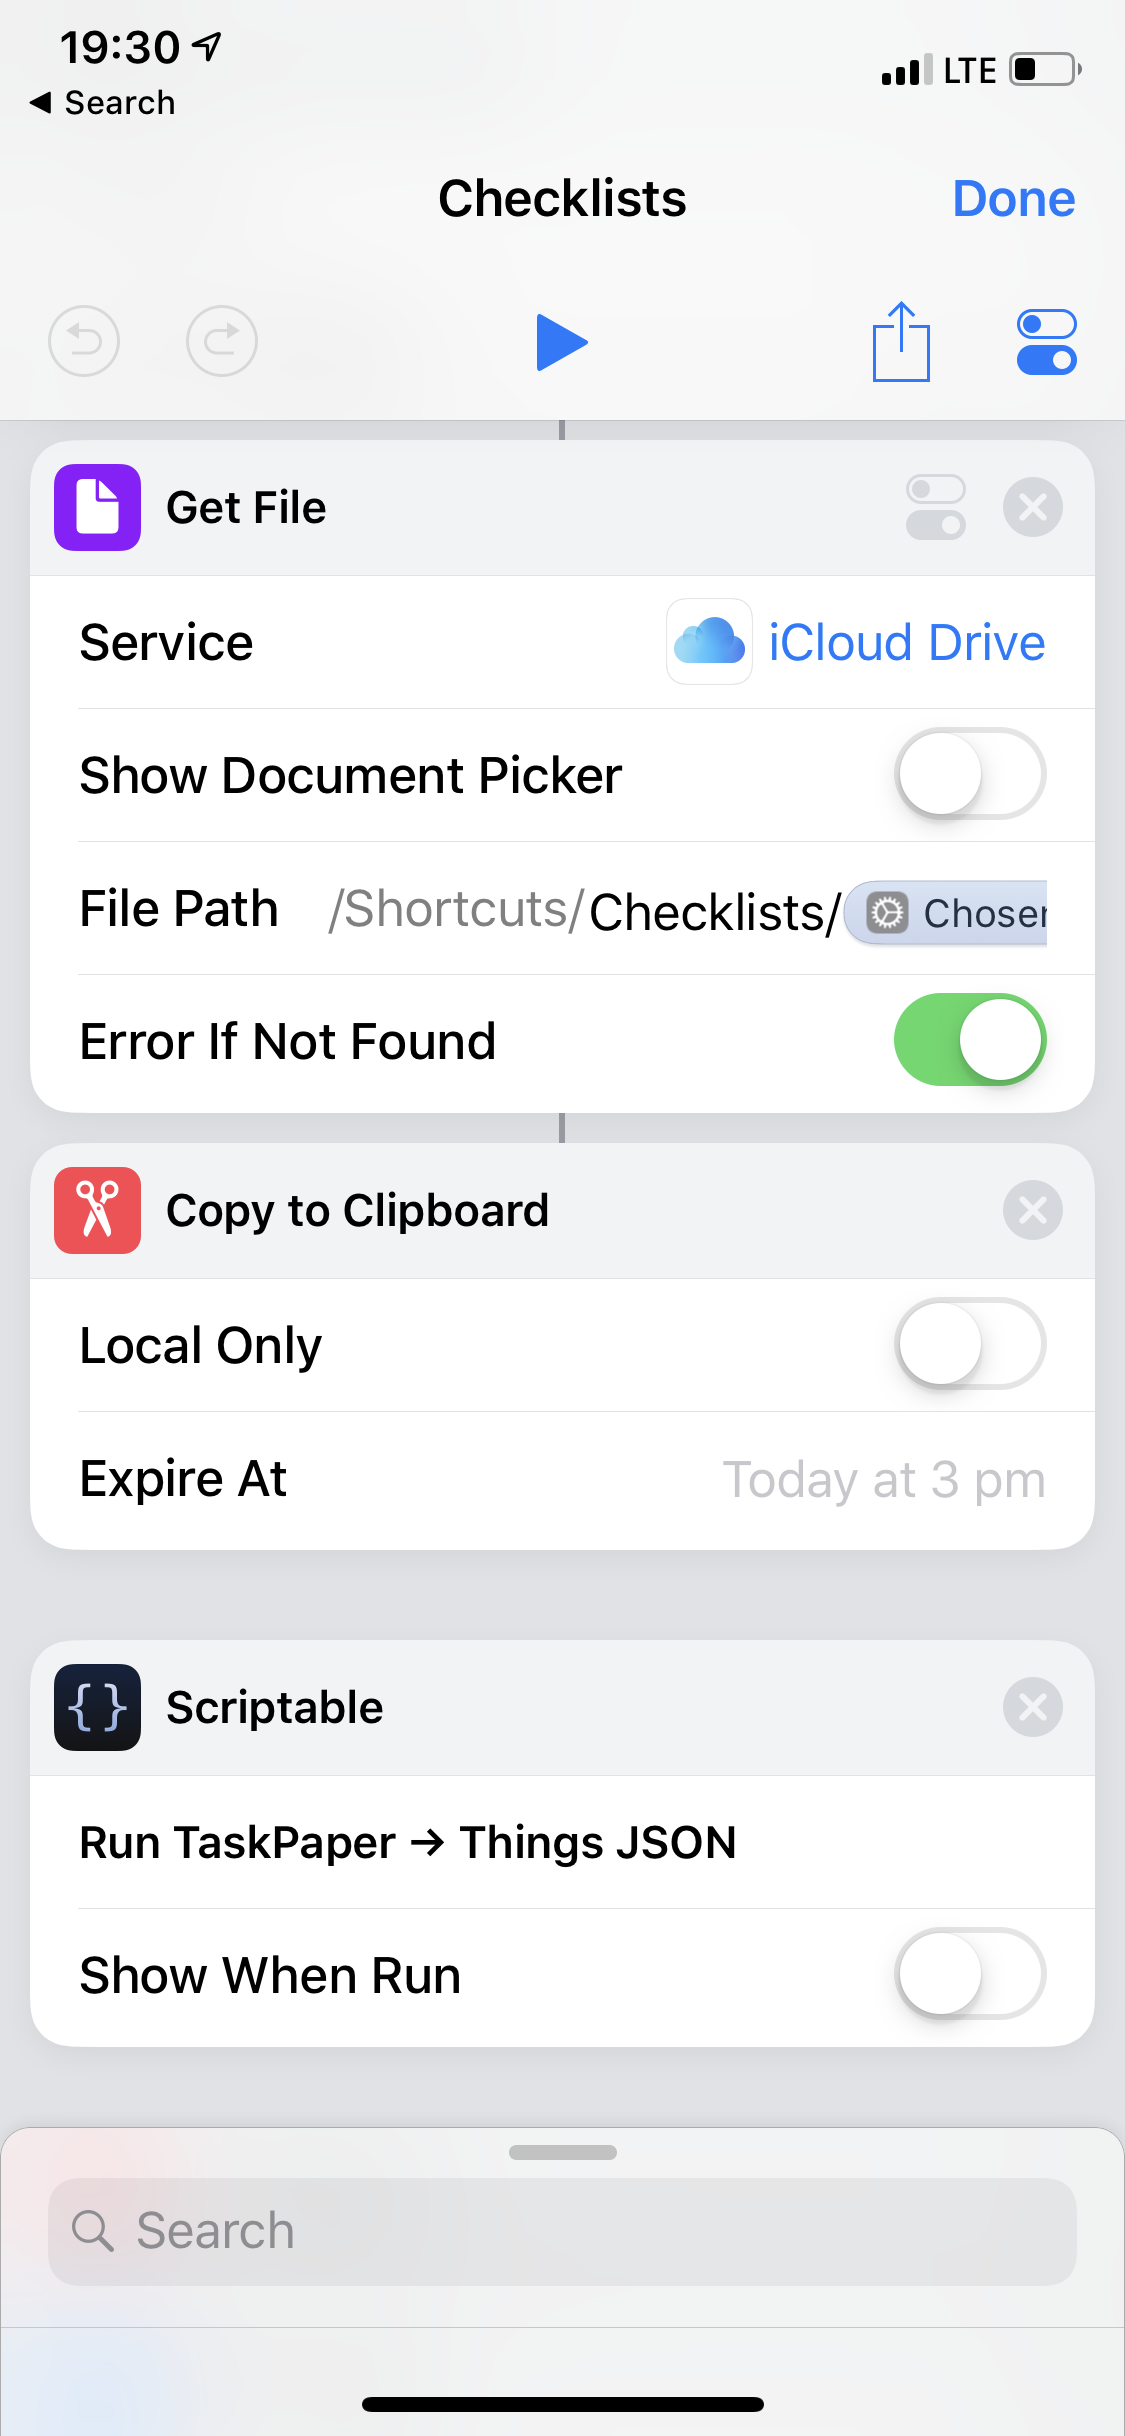 19:30
LTE
Search
Checklists
Done
Get File
Service
iCloud Drive
Show Document Picker
File Path /Shortcuts/Checklists/
Error If Not Found
Copy to Clipboard
Local Only
Expire At
Today at 3 pm
{}
Scriptable
Run TaskPaper → Things JSON
Show When Run
Search